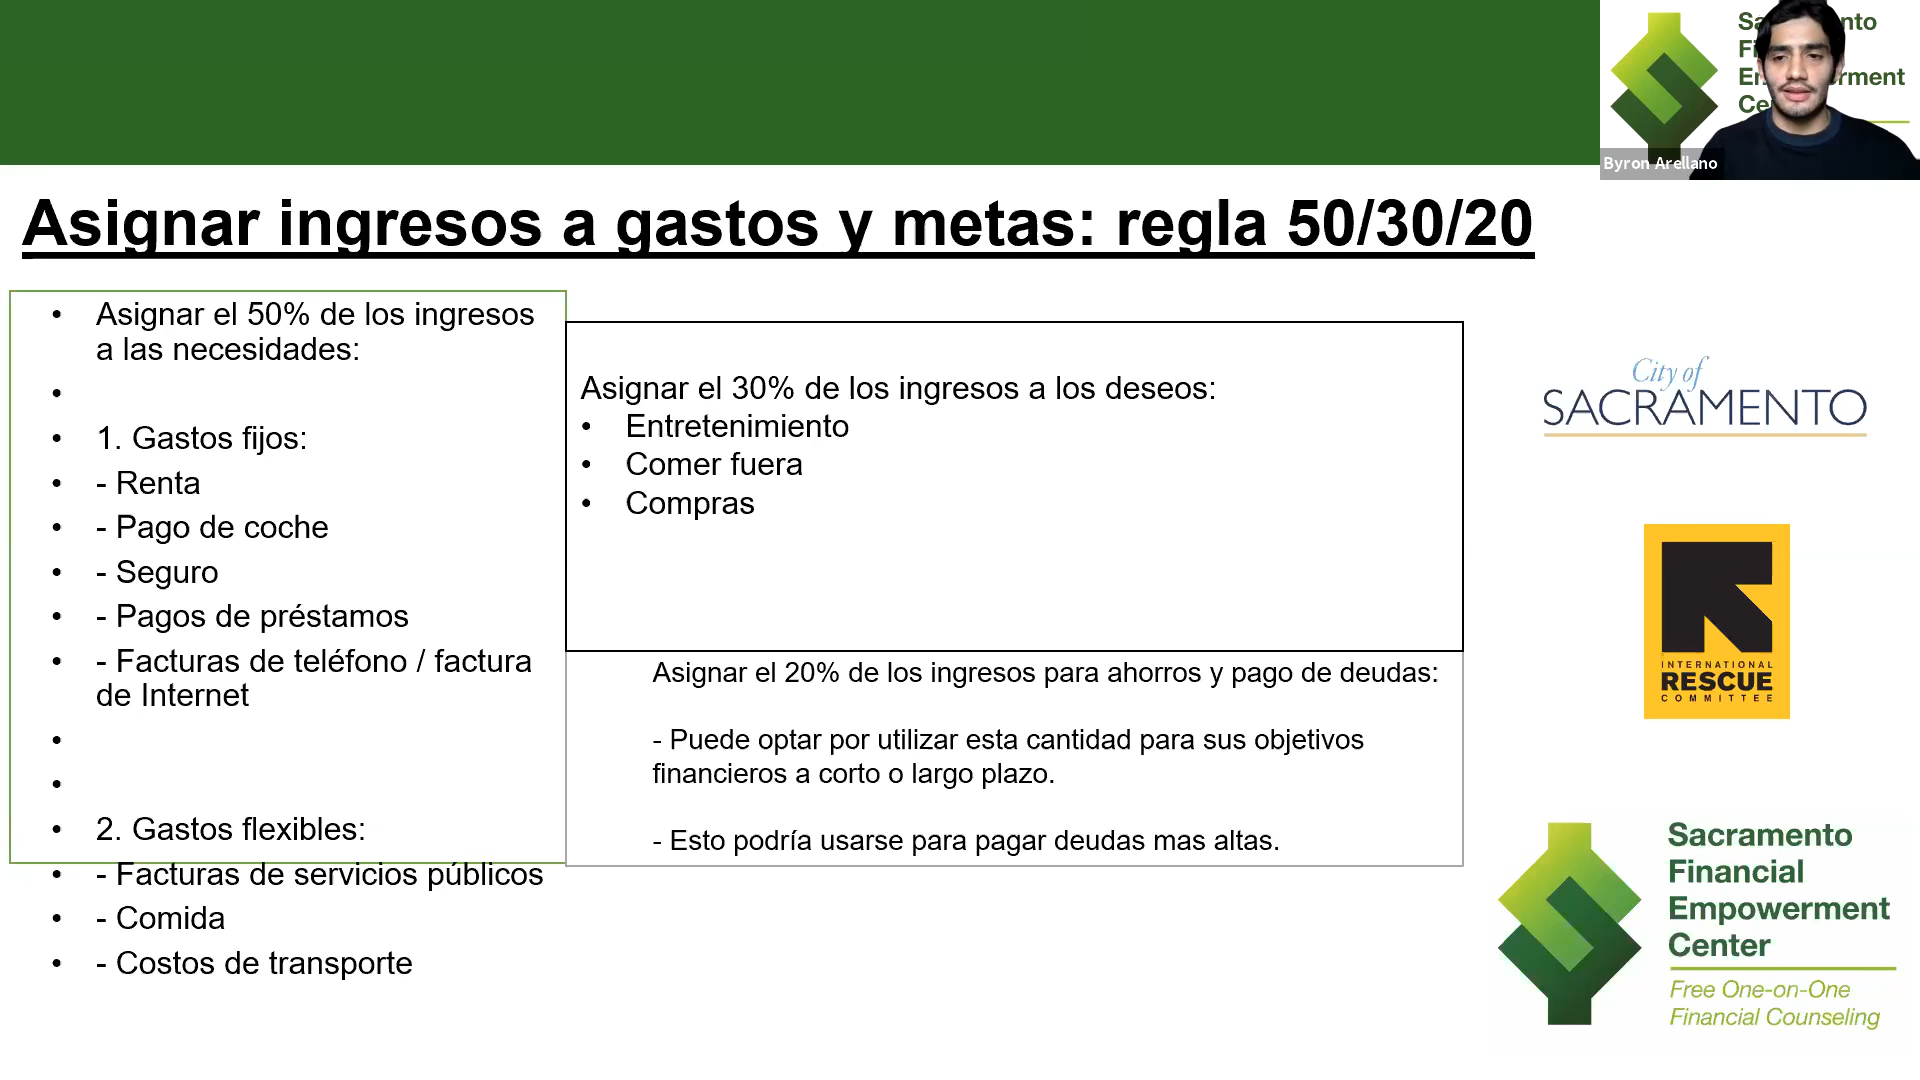 Asignar ingresos a gastos y metas: regla 50/30/20
• Asignar el 50% de los ingresos
a las necesidades:
•
• 1. Gastos fijos:
• - Renta
• - Pago de coche
• - Seguro
• - Pagos de préstamos
• - Facturas de teléfono / factura
de Internet
•
•
• 2. Gastos flexibles:
• - Facturas de servicios públicos
• - Comida
• - Costos de transporte
Asignar el 30% de los ingresos a los deseos:
• Entretenimiento
• Comer fuera
• Compras
Asignar el 20% de los ingresos para ahorros y pago de deudas:
- Puede optar por utilizar esta cantidad para sus objetivos
financieros a corto o largo plazo.
- Esto podría usarse para pagar deudas mas altas.
Byron Arellano
City of
SACRAMENTO
INTERNATIONAL
RESCUE
COMMITTEE
Sacramento
Financial
Empowerment
Center
Free One-on-One
Financial Counseling